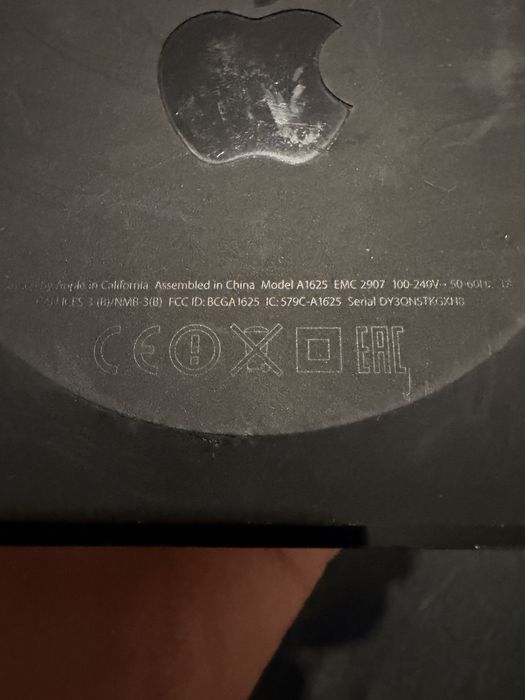 by Apple in California Assembled in China Model A1625 EMC 2907 100-240V~ 50-60Hz
CAN ICES-3 (B)/NMB-3(B) FCC ID: BCGA1625 IC: 579C-A1625 Serial
CE EAC